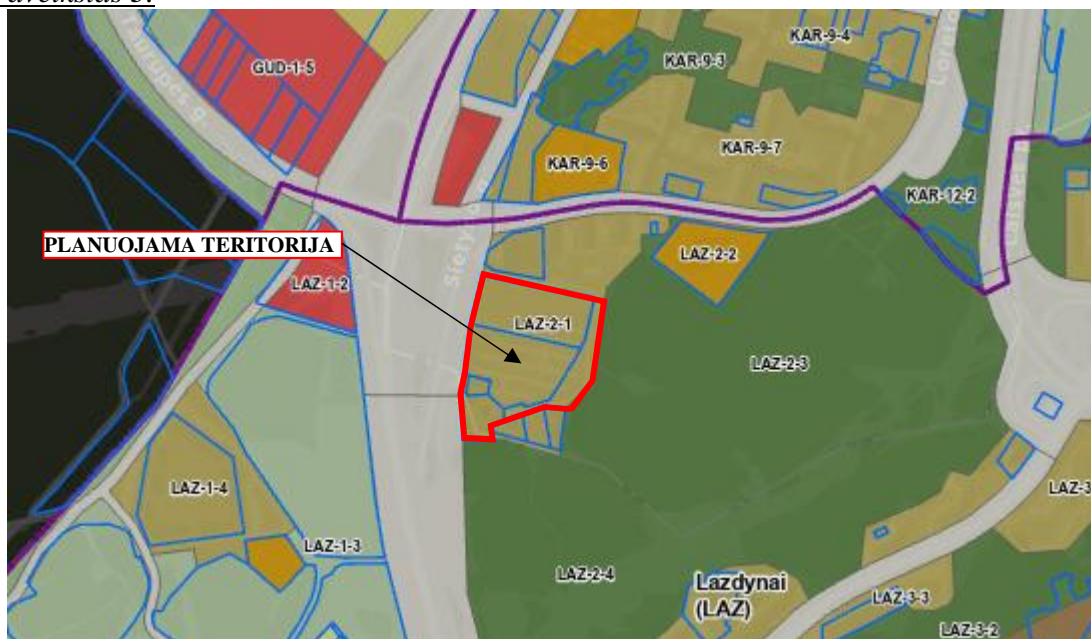 GUD-1-5
KAR-9-4
KAR-9-3
KAR-9-6
KAR-9-7
KAR-12-2
PLANUOJAMA TERITORIJA
LAZ-2-2
LAZ-1-2
LAZ-2-1
LAZ-2-3
LAZ-1-4
LAZ-3
LAZ-1-3
LAZ-2-4
Lazdynai
(LAZ)
LAZ-3-3
LAZ-3-2